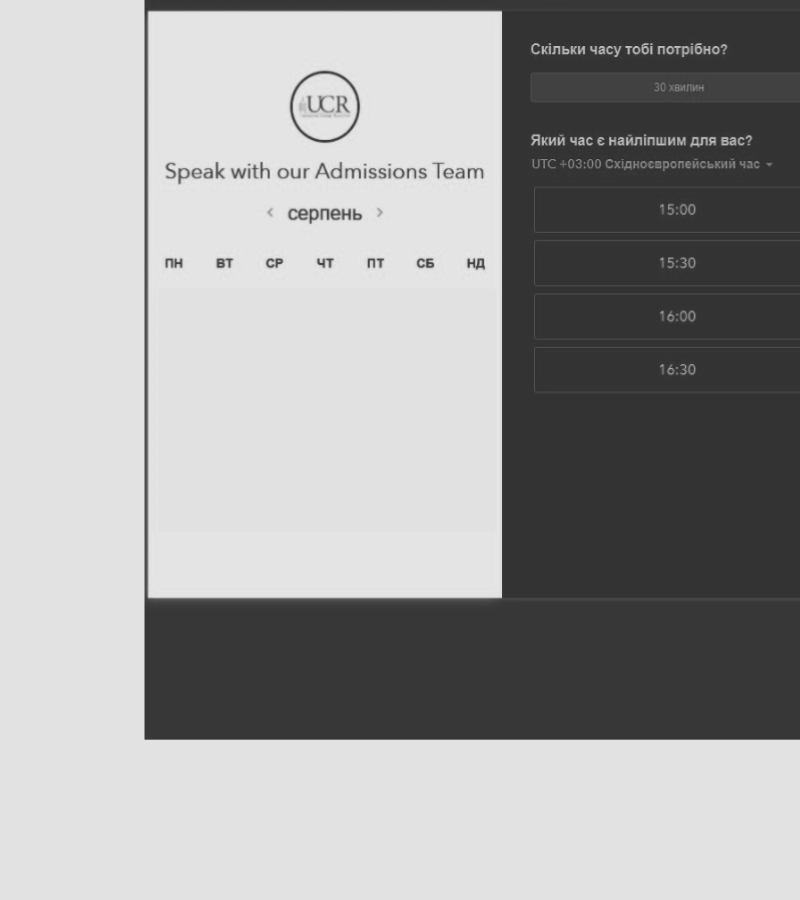 UCR
Speak with our Admissions Team
серпень
ПН ВТ СР ЧТ ПТ СБ НД
Скільки часу тобі потрібно?
30 хвилин
Який час є найліпшим для вас?
UTC +03:00 Східноєвропейський час
15:00
15:30
16:00
16:30